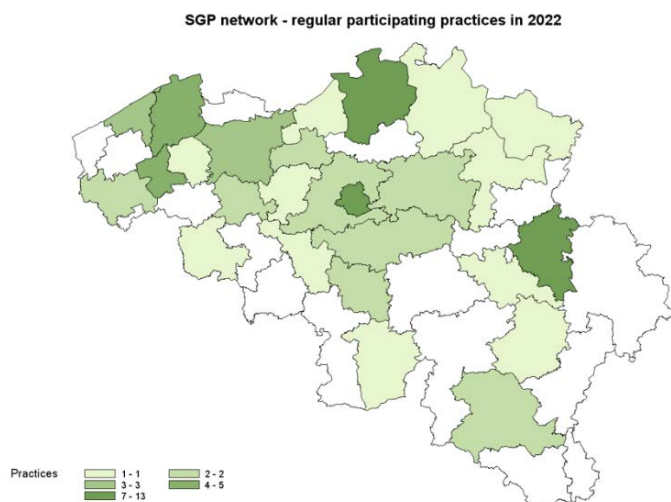 SGP network - regular participating practices in 2022
Practices 1 - 1 2 - 2
3 - 3 4 - 5
7 - 13